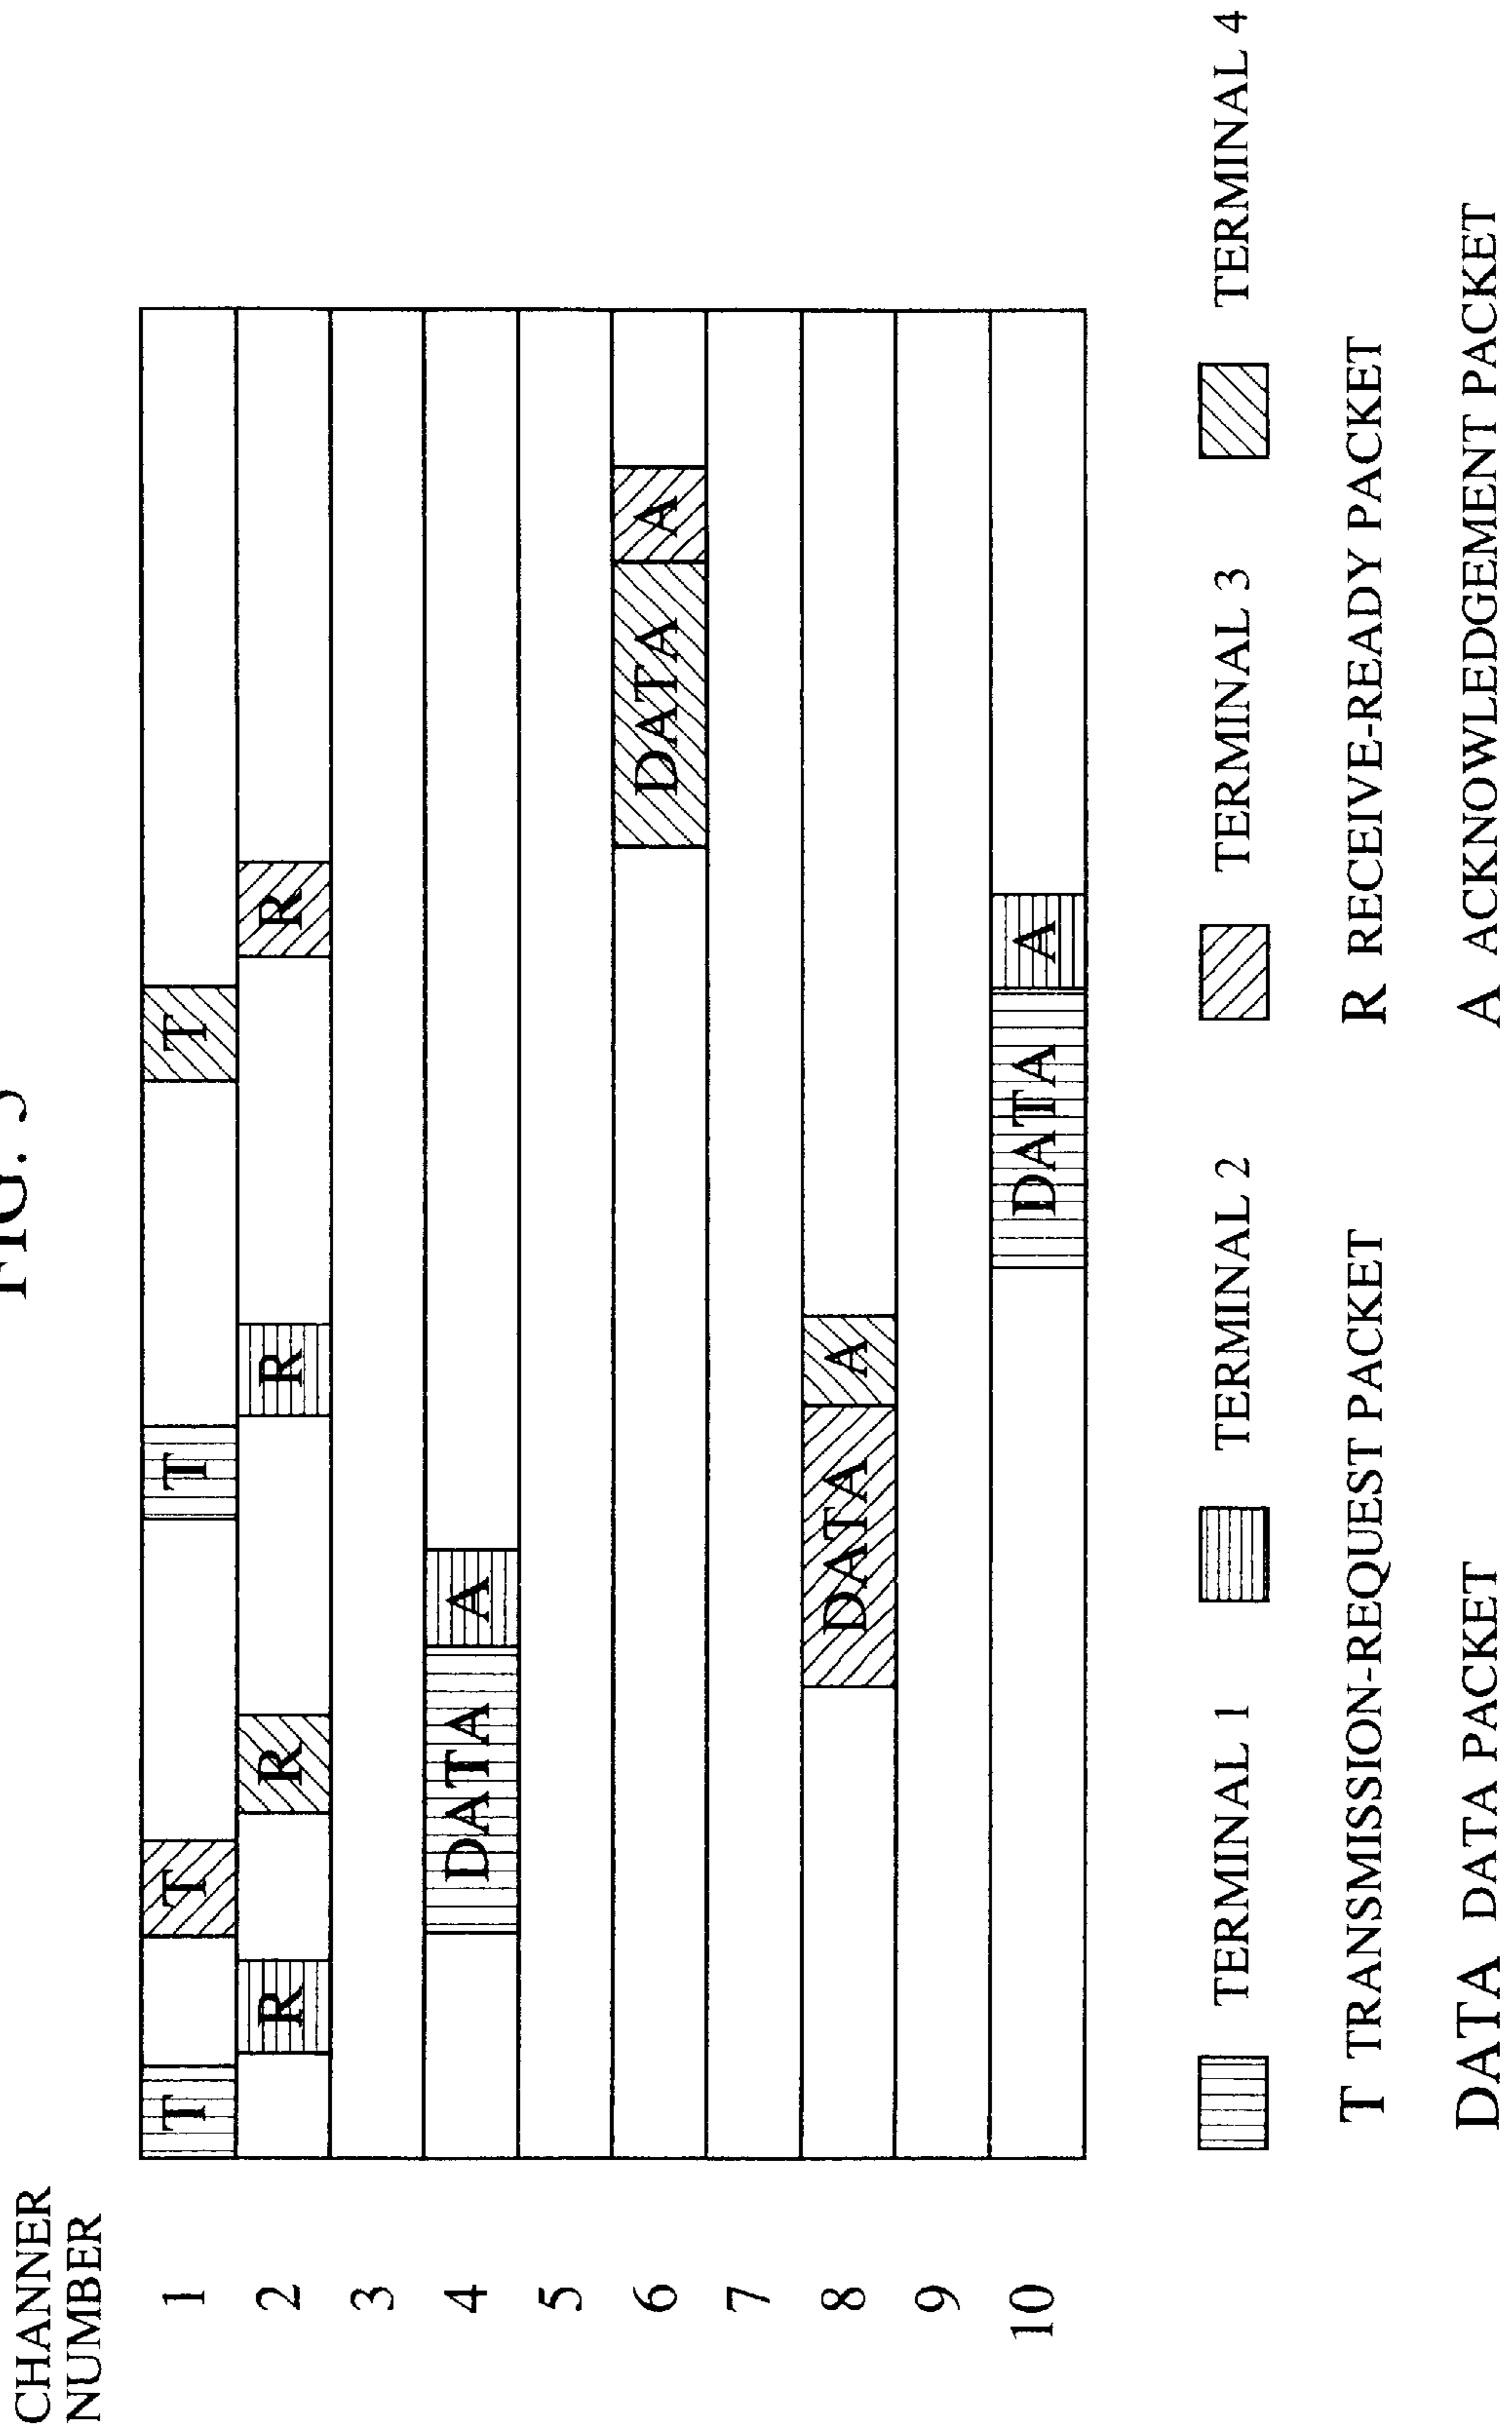 FIG.
CHANNER
NUMBER
1 T T T T
2 R R R R
3
4 DATA A
5
6 DATA A
7
8 DATA A
9
10 DATA A
TERMINAL 1 TERMINAL 2 TERMINAL 3 TERMINAL 4
T TRANSMISSION-REQUEST PACKET R RECEIVE-READY PACKET
DATA DATA PACKET A ACKNOWLEDGEMENT PACKET